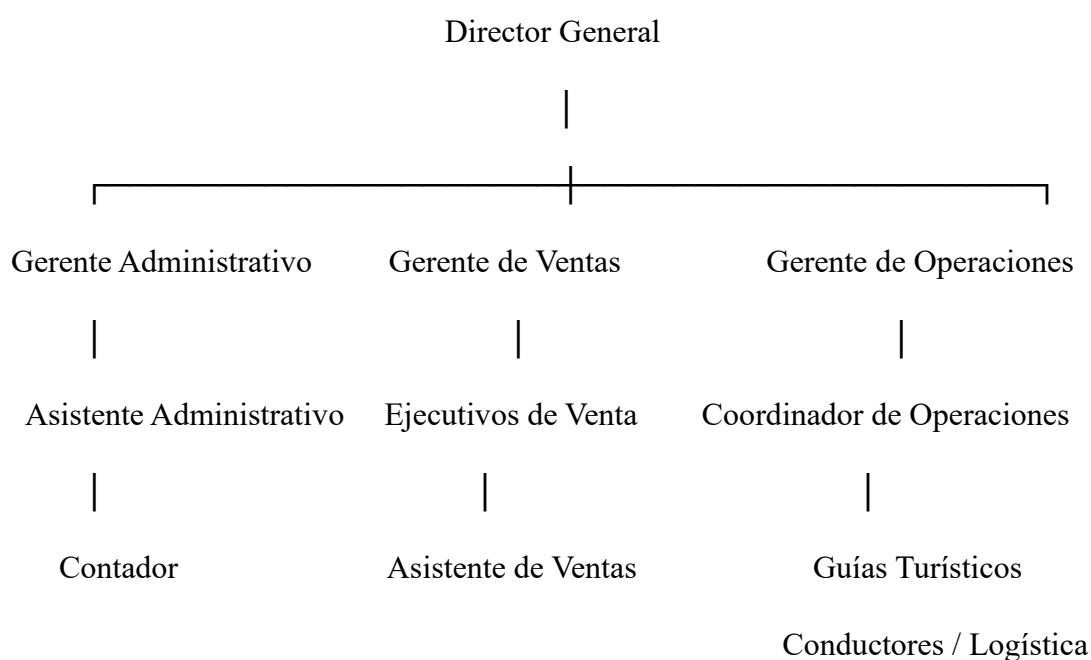 Director General
Gerente Administrativo Gerente de Ventas Gerente de Operaciones
Asistente Administrativo Ejecutivos de Venta Coordinador de Operaciones
Contador Asistente de Ventas Guías Turísticos
Conductores / Logística